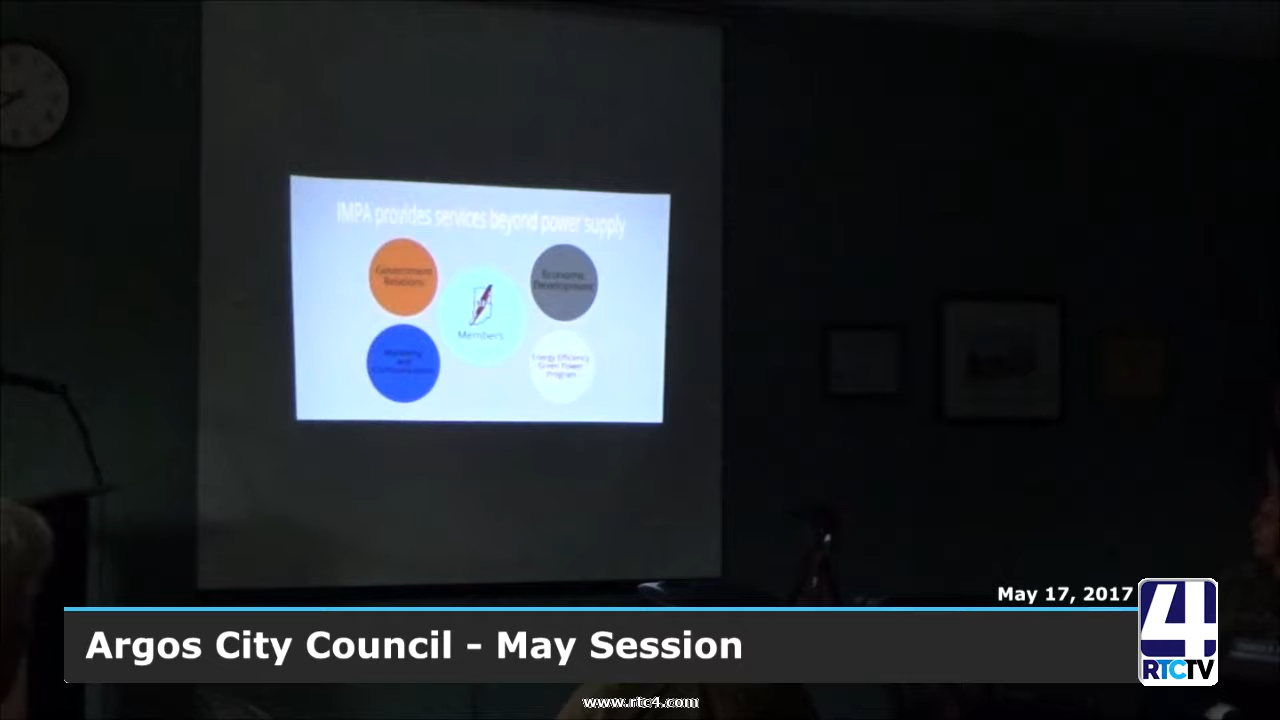 IMPA provides services beyond power supply
Government
Relations
Economic
Development
Members
Marketing
and
Communications
Energy Efficiency
Green Power
Program
May 17, 2017
Argos City Council - May Session
4
RTCTV
www.rtc4.com